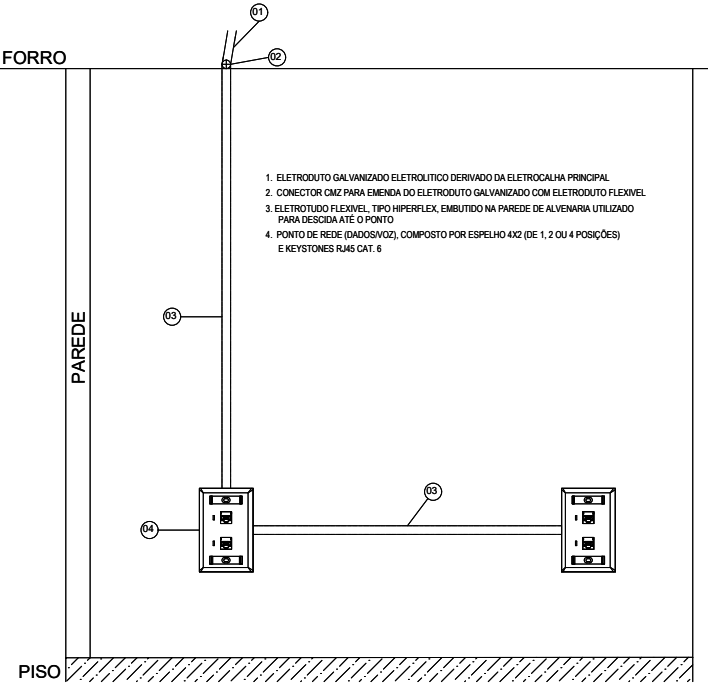 01
FORRO
02
1. ELETRODUTO GALVANIZADO ELETROLITICO DERIVADO DA ELETROCALHA PRINCIPAL
2. CONECTOR CMZ PARA EMENDA DO ELETRODUTO GALVANIZADO COM ELETRODUTO FLEXIVEL
3. ELETROTUDO FLEXIVEL, TIPO HIPERFLEX, EMBUTIDO NA PAREDE DE ALVENARIA UTILIZADO
PARA DESCIDA ATÉ O PONTO
4. PONTO DE REDE (DADOS/VOZ), COMPOSTO POR ESPELHO 4X2 (DE 1, 2 OU 4 POSIÇÕES)
E KEYSTONES RJ45 CAT. 6
03
PAREDE
03
04
PISO